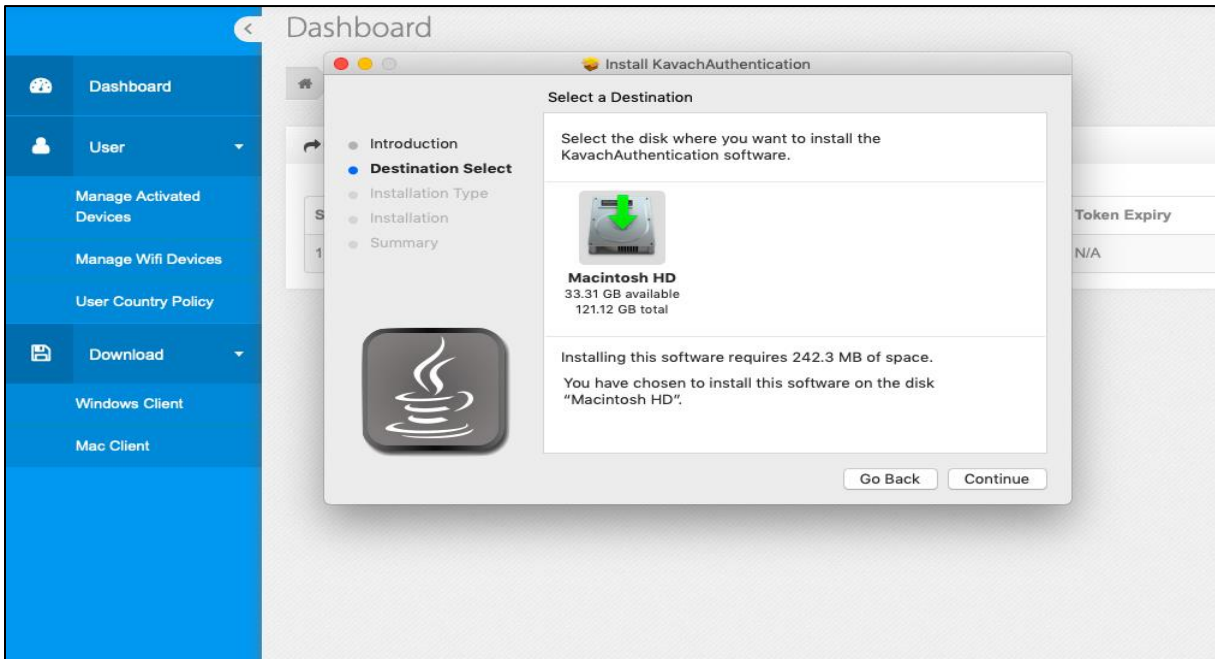 Dashboard
Dashboard
User
Manage Activated
Devices
Manage Wifi Devices
User Country Policy
Download
Windows Client
Mac Client
Install KavachAuthentication
Select a Destination
Introduction
Destination Select
Installation Type
Installation
Summary
Select the disk where you want to install the
KavachAuthentication software.
Macintosh HD
33.31 GB available
121.12 GB total
Installing this software requires 242.3 MB of space.
You have chosen to install this software on the disk
“Macintosh HD”.
Go Back
Continue
S
1
Token Expiry
N/A